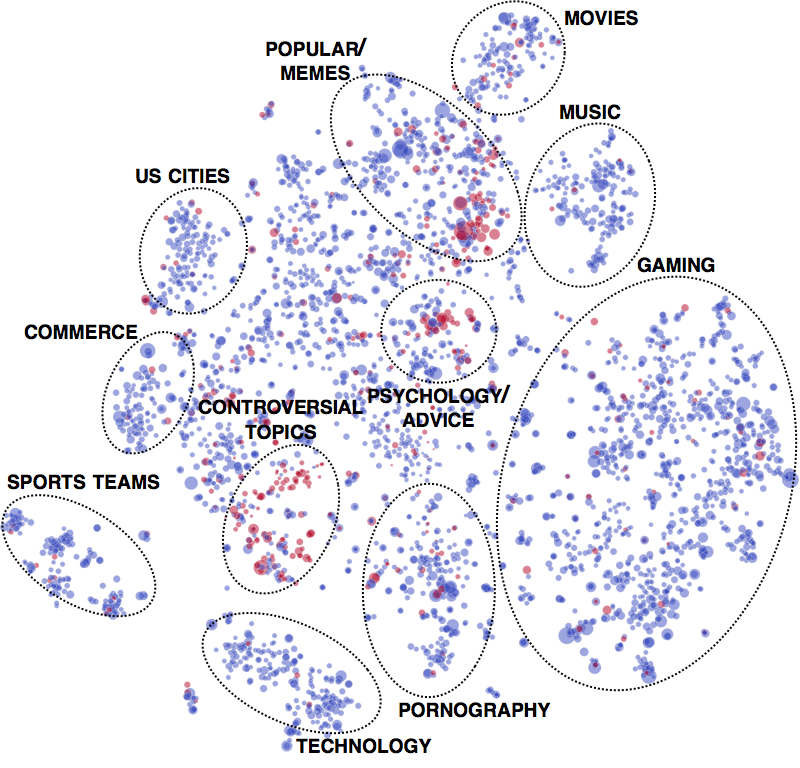 MOVIES
POPULAR/
MEMES
MUSIC
US CITIES
GAMING
COMMERCE
PSYCHOLOGY/
ADVICE
CONTROVERSIAL
TOPICS
SPORTS TEAMS
PORNOGRAPHY
TECHNOLOGY